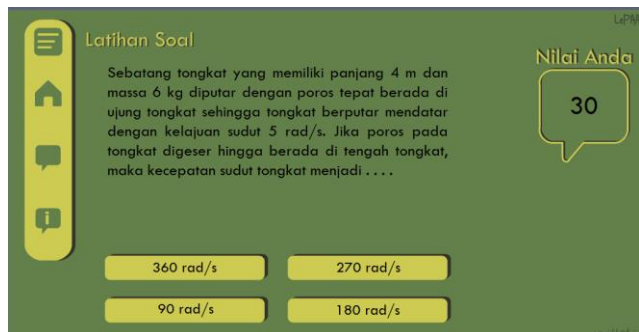 Latihan Soal
Nilai Anda
30
Sebatang tongkat yang memiliki panjang 4 m dan
massa 6 kg diputar dengan poros tepat berada di
ujung tongkat sehingga tongkat berputar mendatar
dengan kelajuan sudut 5 rad/s. Jika poros pada
tongkat digeser hingga berada di tengah tongkat,
maka kecepatan sudut tongkat menjadi . . . .
360 rad/s
270 rad/s
90 rad/s
180 rad/s